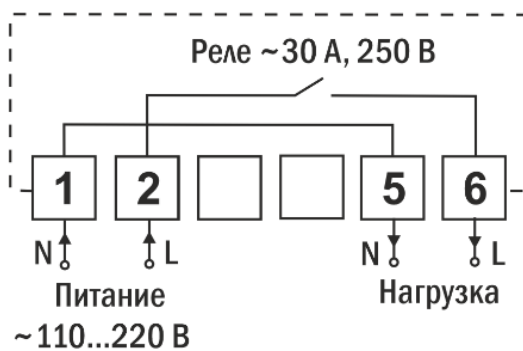 Реле ~30 А, 250 В
1 2 5 6
N L N L
Питание Нагрузка
~110...220 В